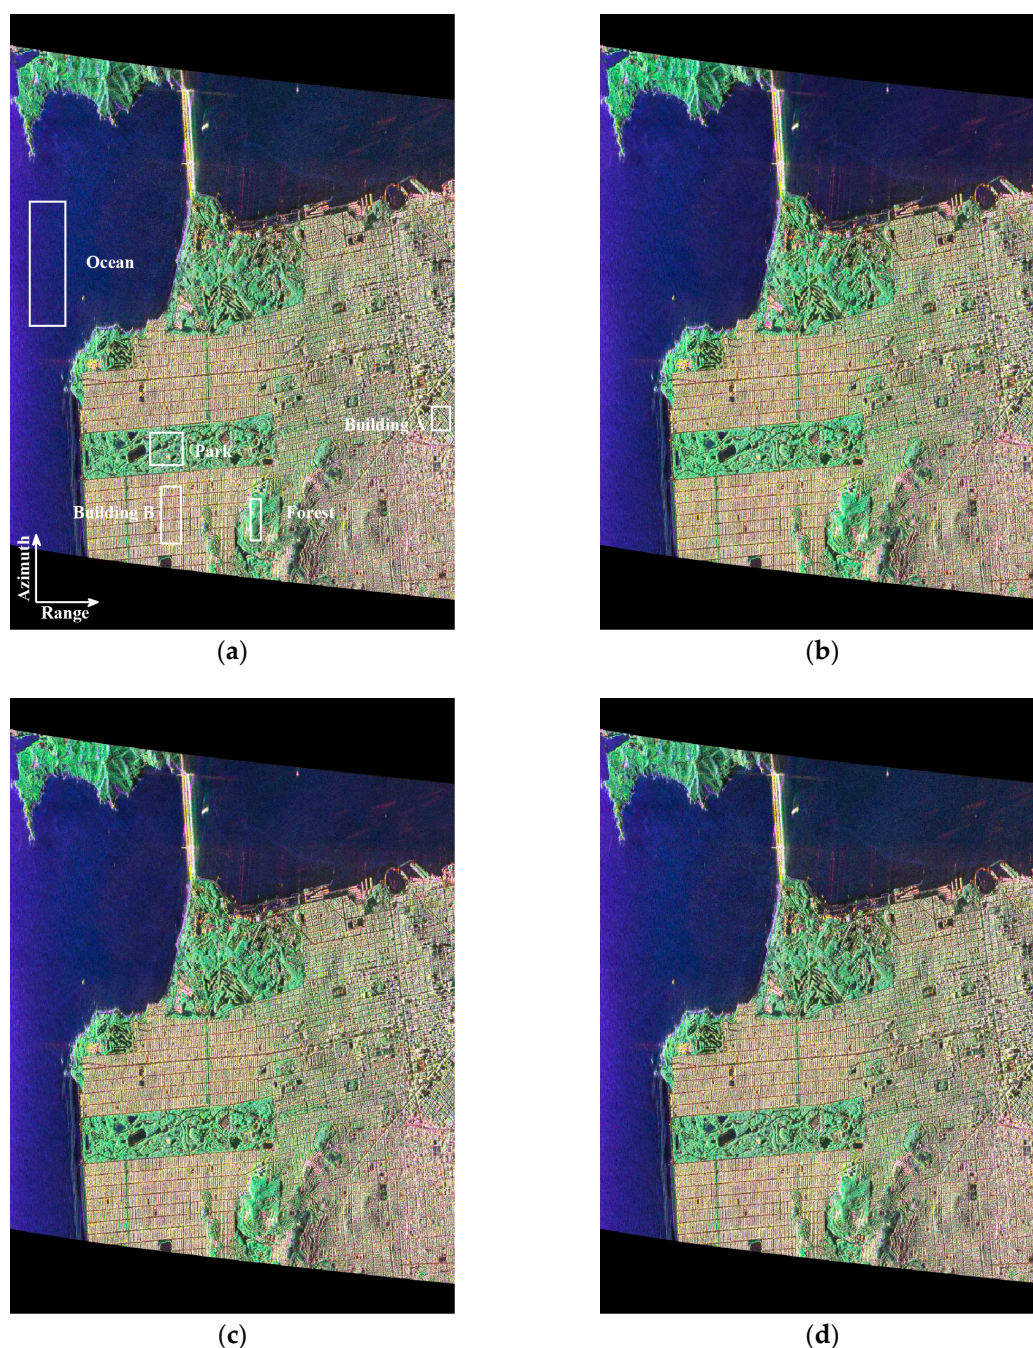 Ocean
Building A
Park
Building B
Forest
Azimuth
Range
(a)
(b)
(c)
(d)